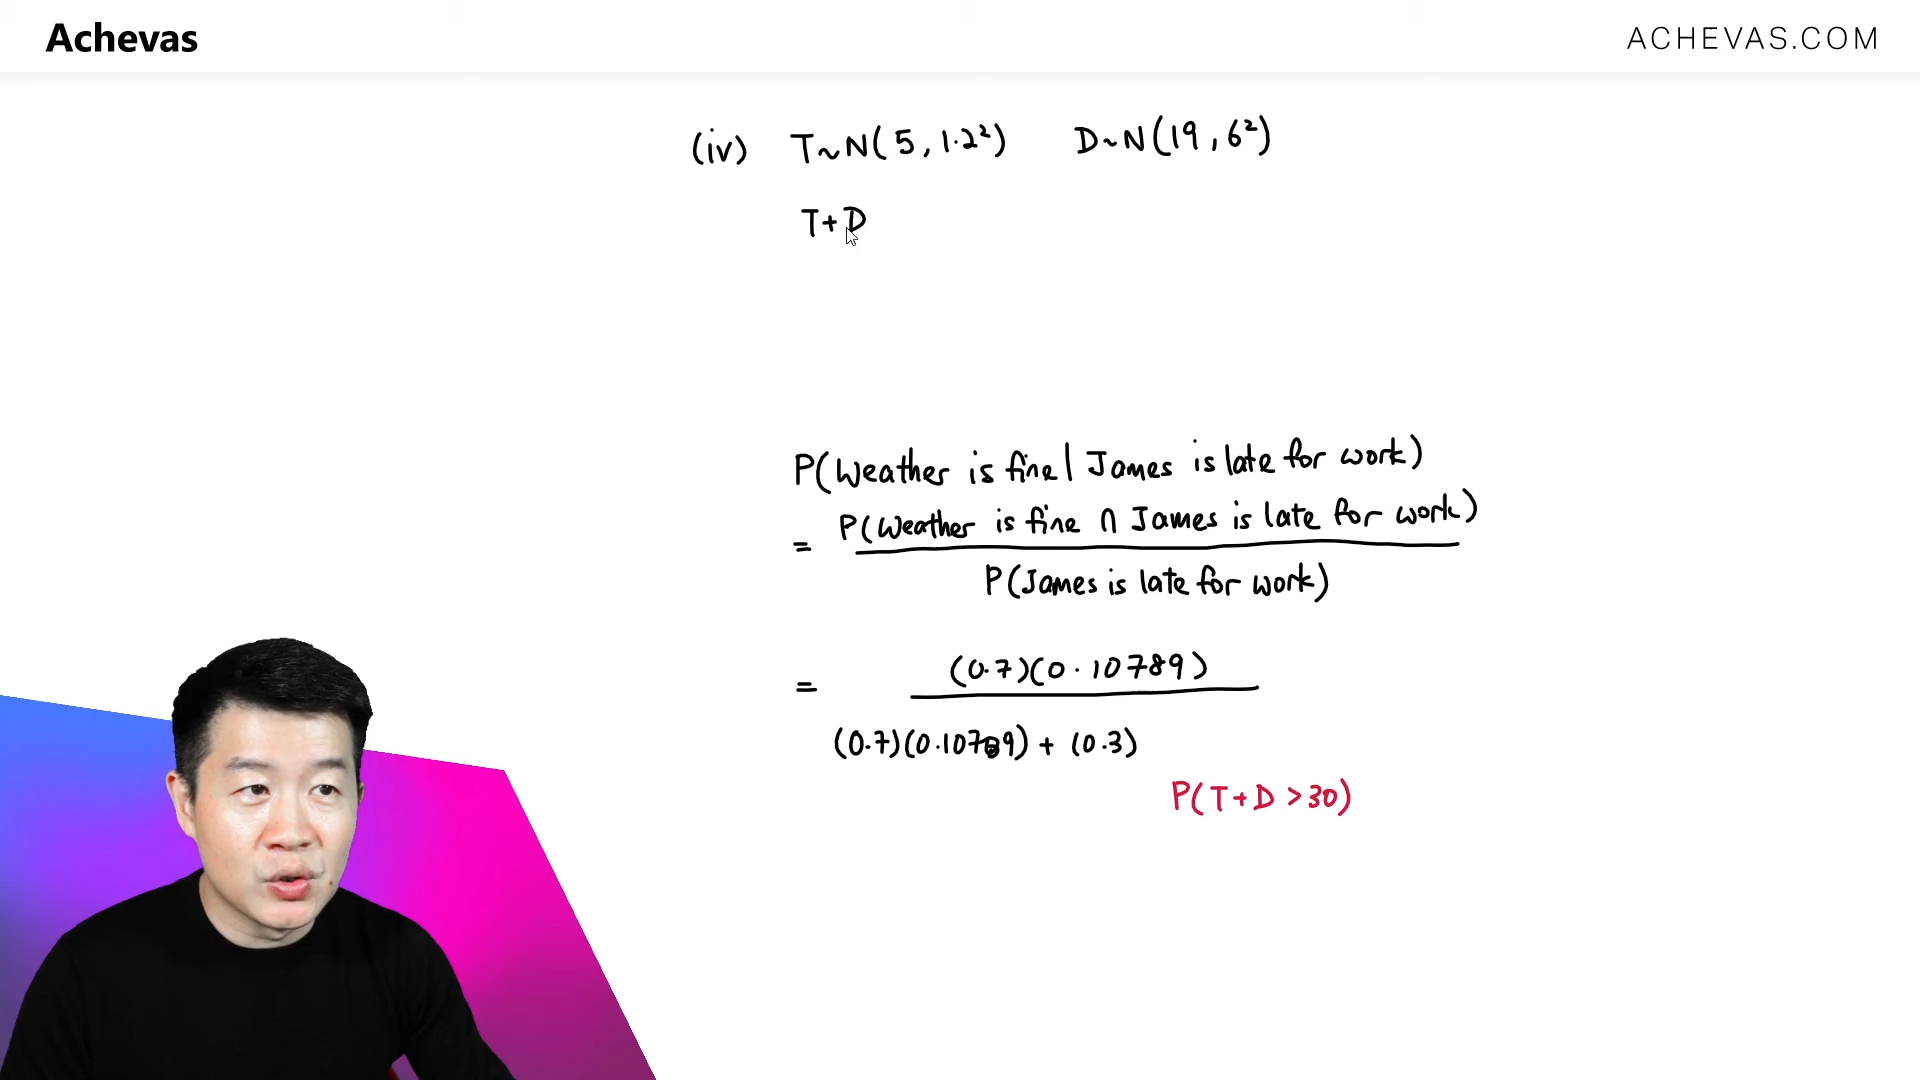 Achevas
ACHEVAS.COM
(iv) T~N(5, 1.2²) D~N(19, 6²)
T+D
P(Weather is fine | James is late for work)
= P(Weather is fine ∩ James is late for work)
P(James is late for work)
= (0.7)(0.10789)
(0.7)(0.10789) + (0.3)
P(T+D >30)